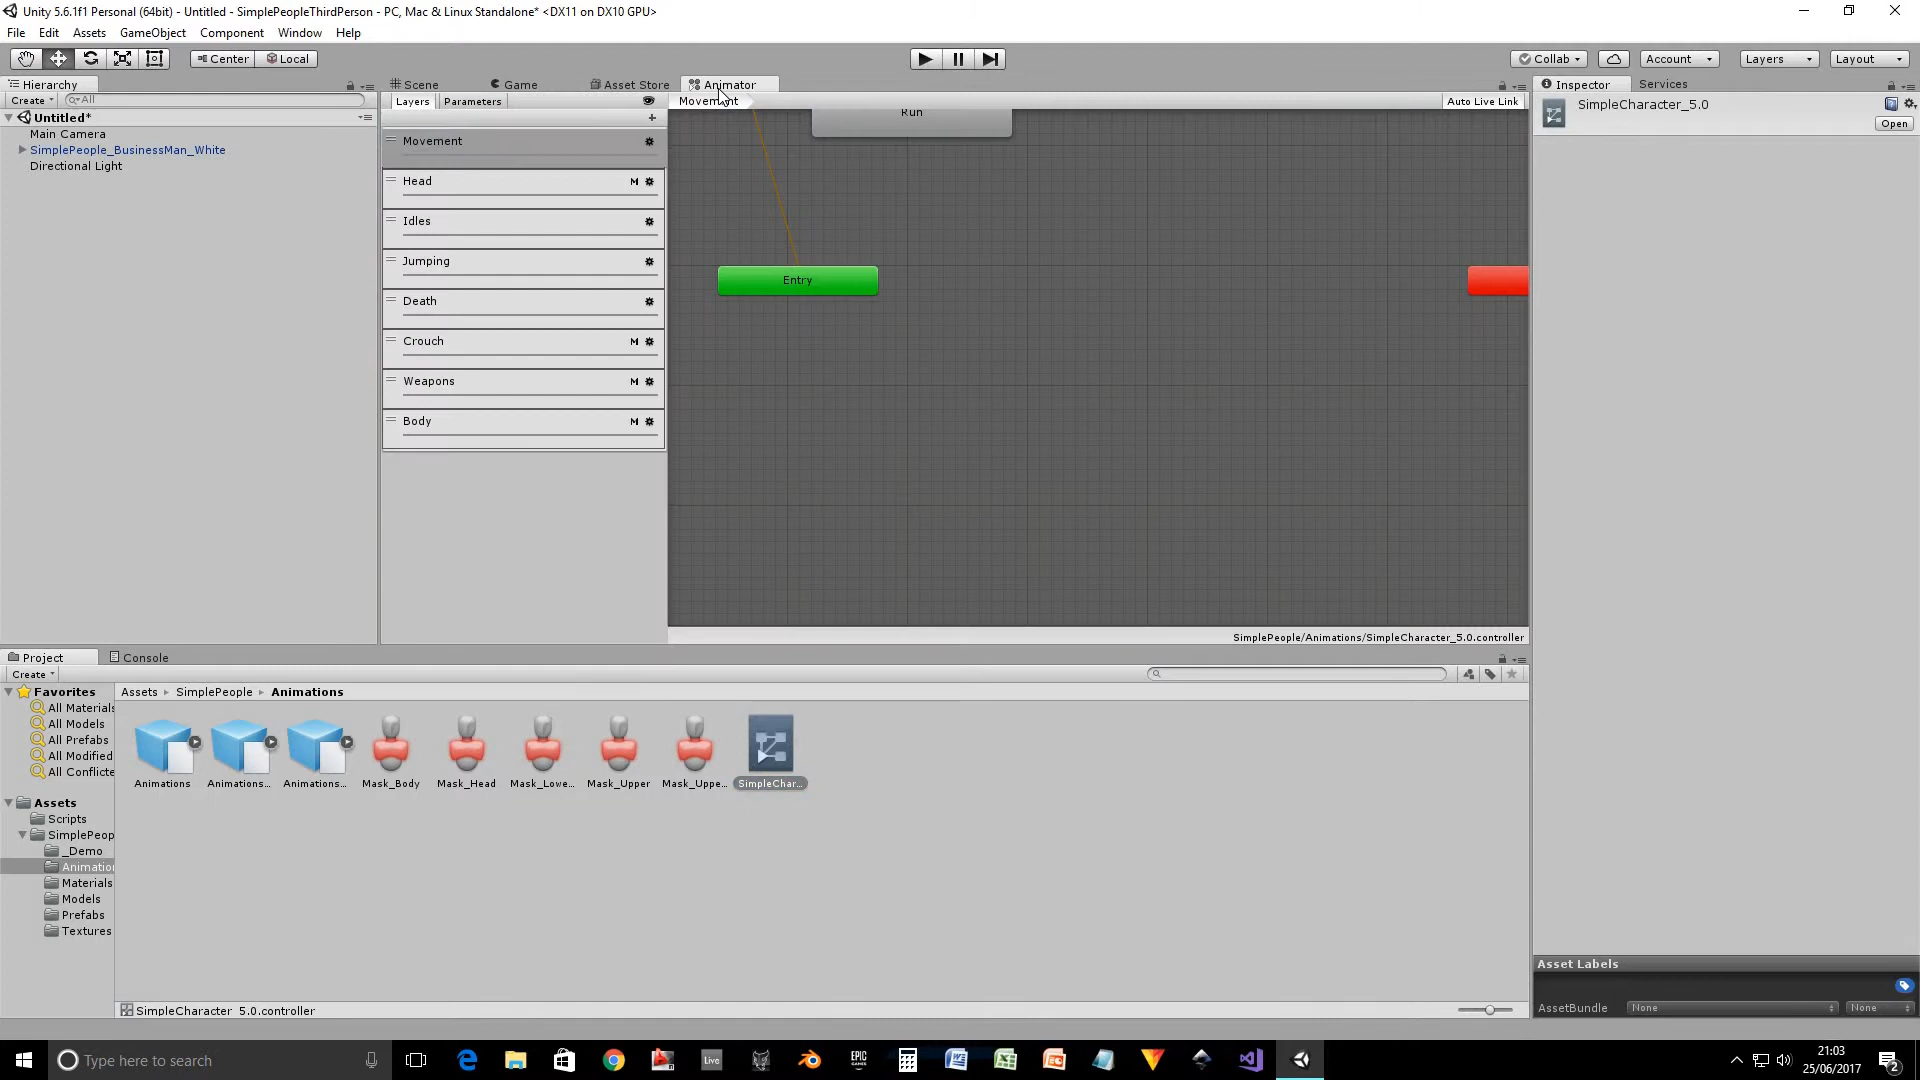 Unity 5.6.1f1 Personal (64bit) - Untitled - SimplePeopleThirdPerson - PC, Mac & Linux Standalone* <DX11 on DX10 GPU>
File Edit Assets GameObject Component Window Help
Center Local
Collab Account Layers Layout
Hierarchy
Create All
Untitled*
Main Camera
SimplePeople_BusinessMan_White
Directional Light
Scene Game Asset Store Animator
Layers Parameters
Movement
Auto Live Link
Movement
Head M
Idles
Jumping
Death
Crouch M
Weapons M
Body M
Run
Entry
SimplePeople/Animations/SimpleCharacter_5.0.controller
Inspector Services
SimpleCharacter_5.0
Open
Project Console
Create
Favorites
All Materials
All Models
All Prefabs
All Modified
All Conflicte
Assets
Scripts
SimplePeop
_Demo
Animation
Materials
Models
Prefabs
Textures
Assets SimplePeople Animations
Animations Animations... Animations... Mask_Body Mask_Head Mask_Lowe... Mask_Upper Mask_Uppe... SimpleChar...
SimpleCharacter_5.0.controller
Asset Labels
AssetBundle None None
Type here to search
Live
EPIC GAMES
21:03
25/06/2017
2